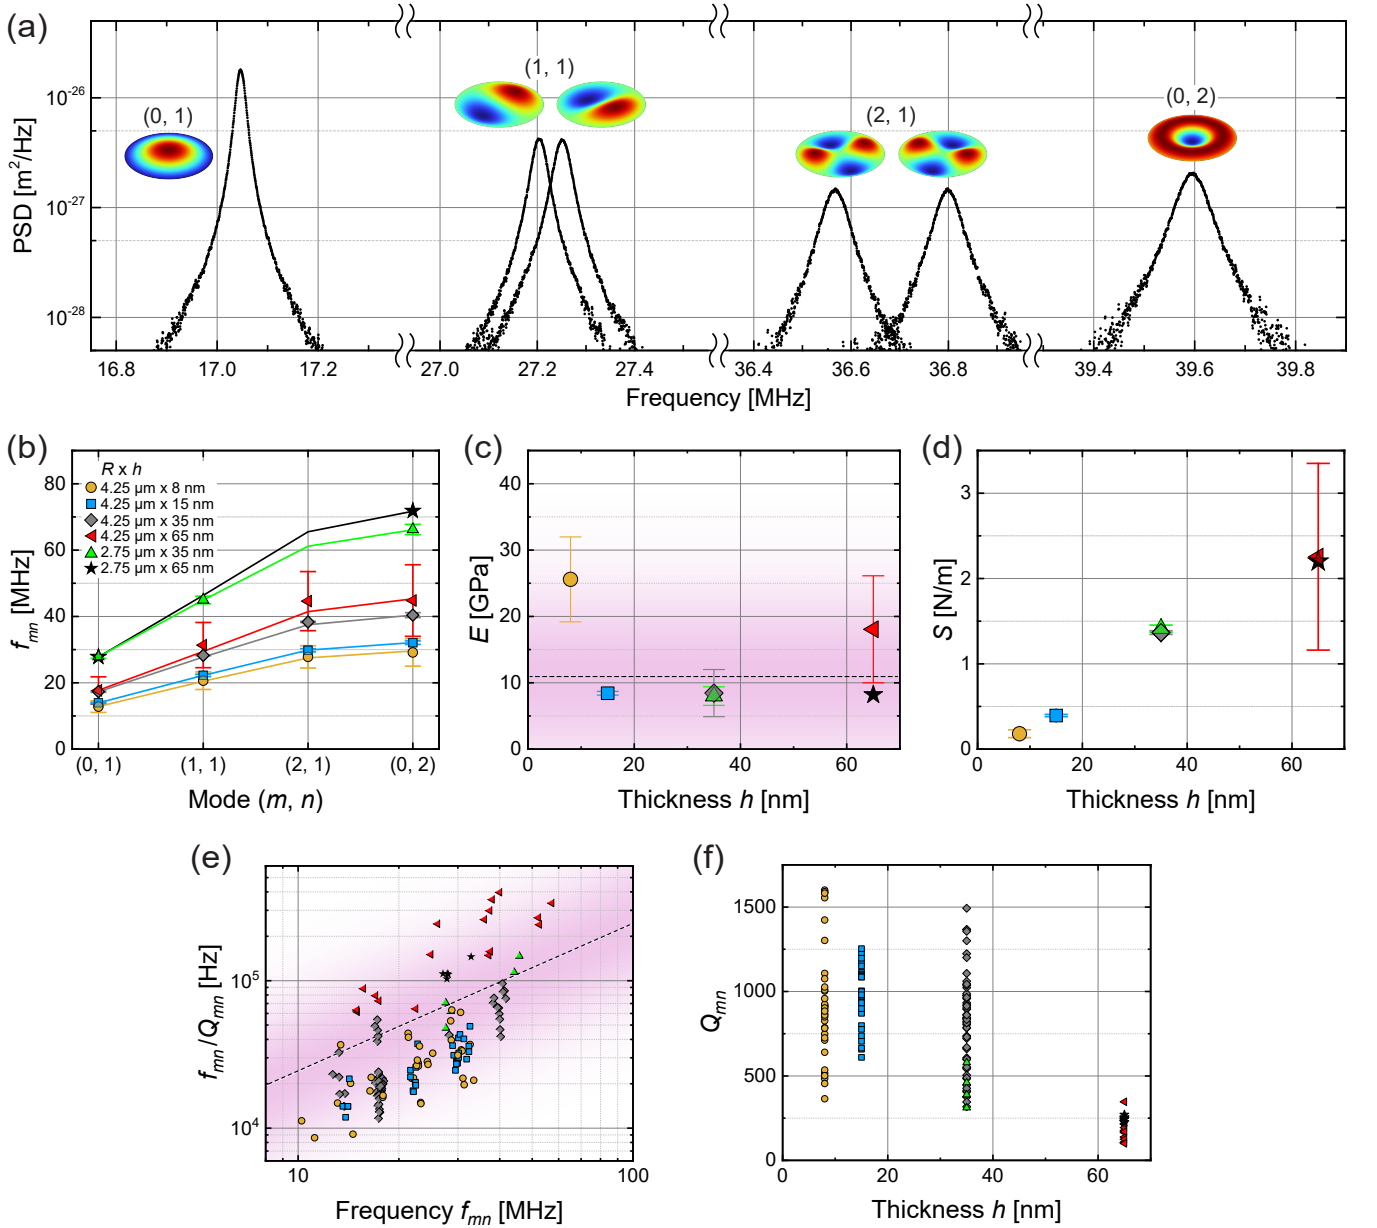 (a)
PSD [m²/Hz]
10⁻²⁶
10⁻²⁷
10⁻²⁸
(0, 1)
(1, 1)
(2, 1)
(0, 2)
16.8 17.0 17.2 27.0 27.2 27.4 36.4 36.6 36.8 39.4 39.6 39.8
Frequency [MHz]
(b)
f_mn [MHz]
80
60
40
20
0
R x h
4.25 µm x 8 nm
4.25 µm x 15 nm
4.25 µm x 35 nm
4.25 µm x 65 nm
2.75 µm x 35 nm
2.75 µm x 65 nm
(0, 1) (1, 1) (2, 1) (0, 2)
Mode (m, n)
(c)
E [GPa]
40
30
20
10
0
0 20 40 60
Thickness h [nm]
(d)
S [N/m]
3
2
1
0
0 20 40 60
Thickness h [nm]
(e)
f_mn/Q_mn [Hz]
10⁵
10⁴
10 100
Frequency f_mn [MHz]
(f)
Q_mn
1500
1000
500
0
0 20 40 60
Thickness h [nm]